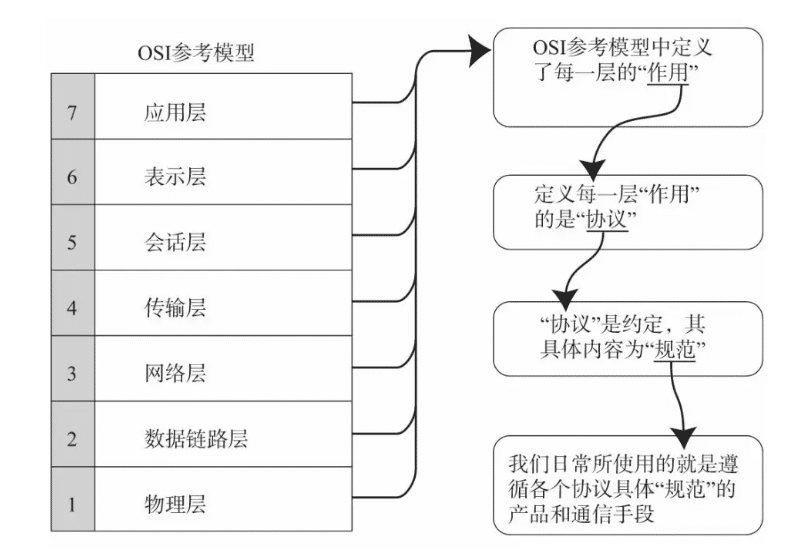 OSI参考模型
7 应用层
6 表示层
5 会话层
4 传输层
3 网络层
2 数据链路层
1 物理层
OSI参考模型中定义
了每一层的“作用”
定义每一层“作用”
的是“协议”
“协议”是约定，其
具体内容为“规范”
我们日常所使用的就是遵
循各个协议具体“规范”的
产品和通信手段